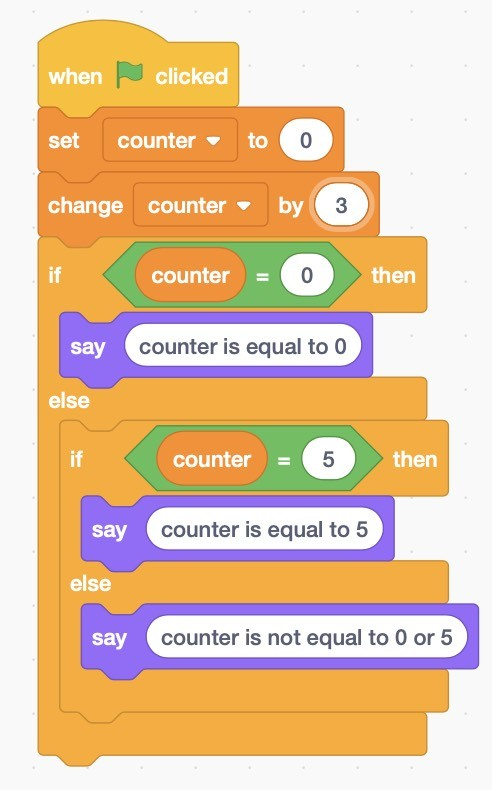 when clicked
set counter to 0
change counter by 3
if counter = 0 then
say counter is equal to 0
else
if counter = 5 then
say counter is equal to 5
else
say counter is not equal to 0 or 5